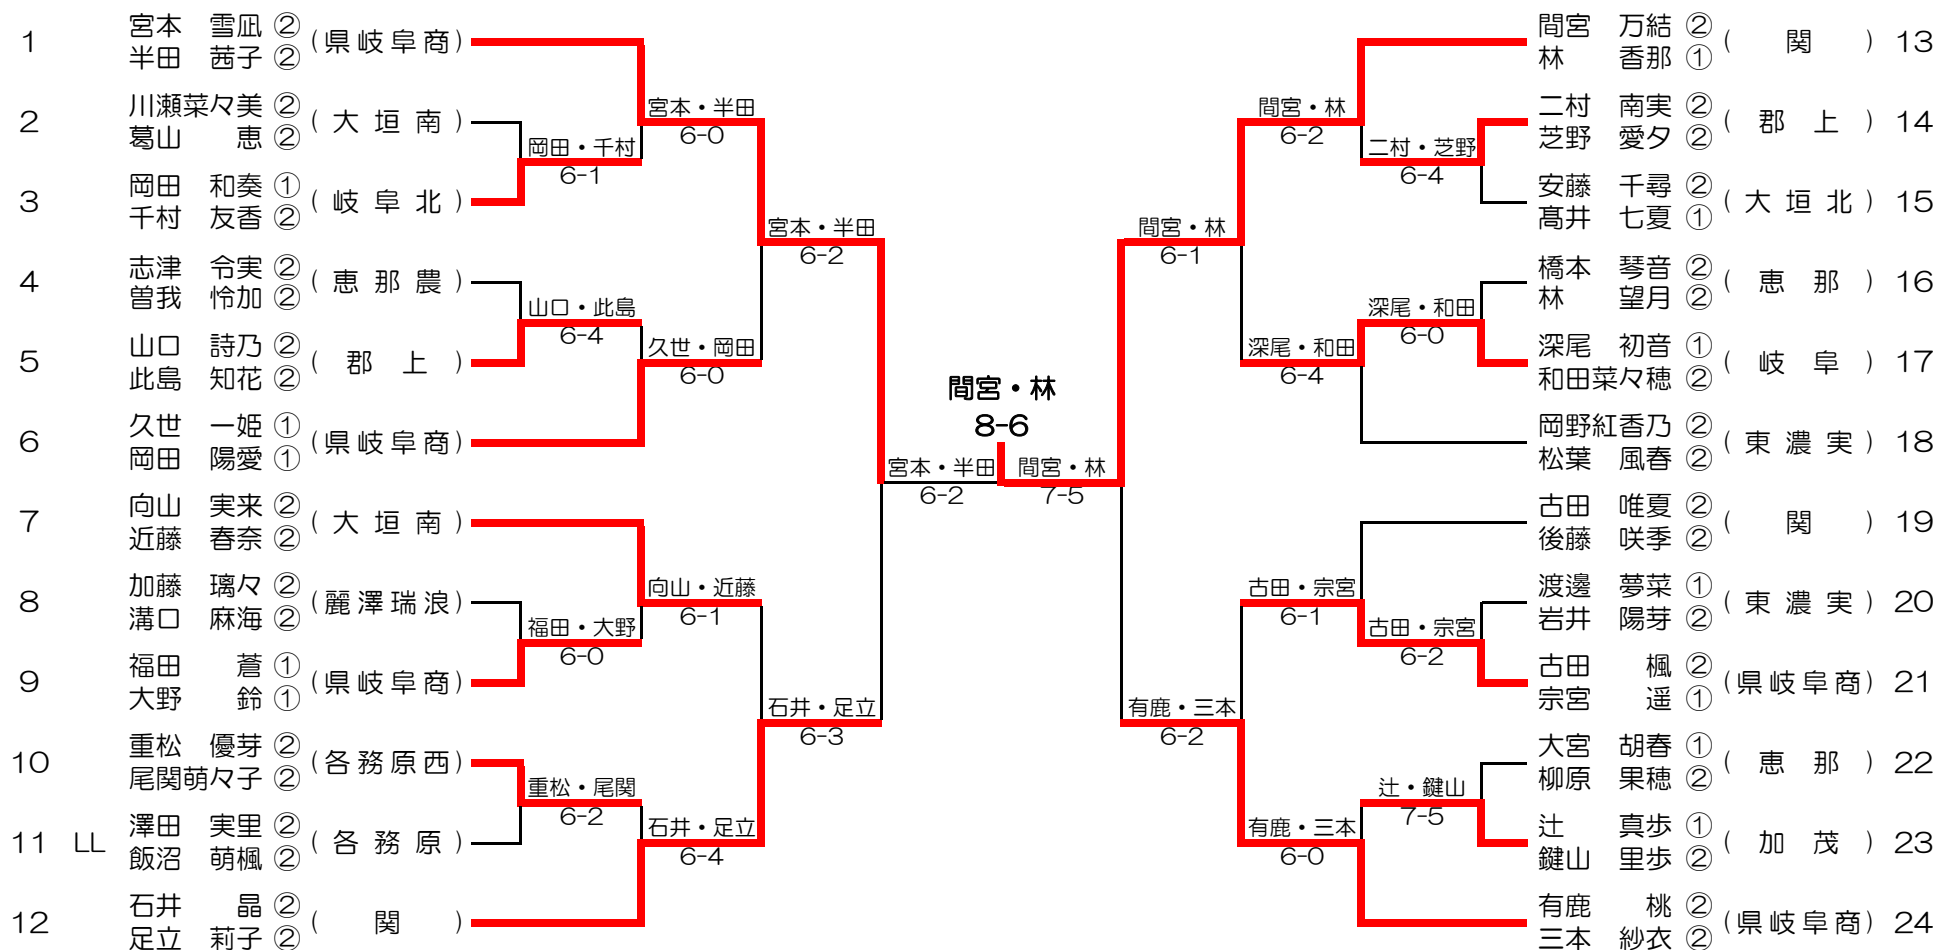 1 宮本 雪凪 ② (県岐阜商)
半田 茜子 ②
2 川瀬菜々美 ② (大垣南)
葛山 恵 ②
3 岡田 和奏 ① (岐阜北)
千村 友香 ②
4 志津 令実 ② (恵那農)
曽我 怜加 ②
5 山口 詩乃 ② (郡上)
此島 知花 ②
6 久世 一姫 ① (県岐阜商)
岡田 陽愛 ①
7 向山 実来 ② (大垣南)
近藤 春奈 ②
8 加藤 璃々 ② (麗澤瑞浪)
溝口 麻海 ②
9 福田 蒼 ① (県岐阜商)
大野 鈴 ①
10 重松 優芽 ② (各務原西)
尾関萌々子 ②
11 LL 澤田 実里 ② (各務原)
飯沼 萌楓 ②
12 石井 晶 ② (関)
足立 莉子 ②
岡田・千村
6-1
山口・此島
6-4
福田・大野
6-0
重松・尾関
6-2
宮本・半田
6-0
久世・岡田
6-0
向山・近藤
6-1
石井・足立
6-4
宮本・半田
6-2
石井・足立
6-3
宮本・半田
6-2
間宮・林
8-6
間宮・林
7-5
間宮・林
6-1
有鹿・三本
6-2
間宮・林
6-2
深尾・和田
6-4
古田・宗宮
6-1
有鹿・三本
6-0
二村・芝野
6-4
深尾・和田
6-0
古田・宗宮
6-2
辻・鍵山
7-5
間宮 万結 ② (関) 13
林 香那 ①
二村 南実 ② (郡上) 14
芝野 愛夕 ②
安藤 千尋 ② (大垣北) 15
髙井 七夏 ①
橋本 琴音 ② (恵那) 16
林 望月 ②
深尾 初音 ① (岐阜) 17
和田菜々穂 ②
岡野紅香乃 ② (東濃実) 18
松葉 風春 ②
古田 唯夏 ② (関) 19
後藤 咲季 ②
渡邊 夢菜 ① (東濃実) 20
岩井 陽芽 ②
古田 楓 ② (県岐阜商) 21
宗宮 遥 ①
大宮 胡春 ① (恵那) 22
柳原 果穂 ②
辻 真歩 ① (加茂) 23
鍵山 里歩 ②
有鹿 桃 ② (県岐阜商) 24
三本 紗衣 ②